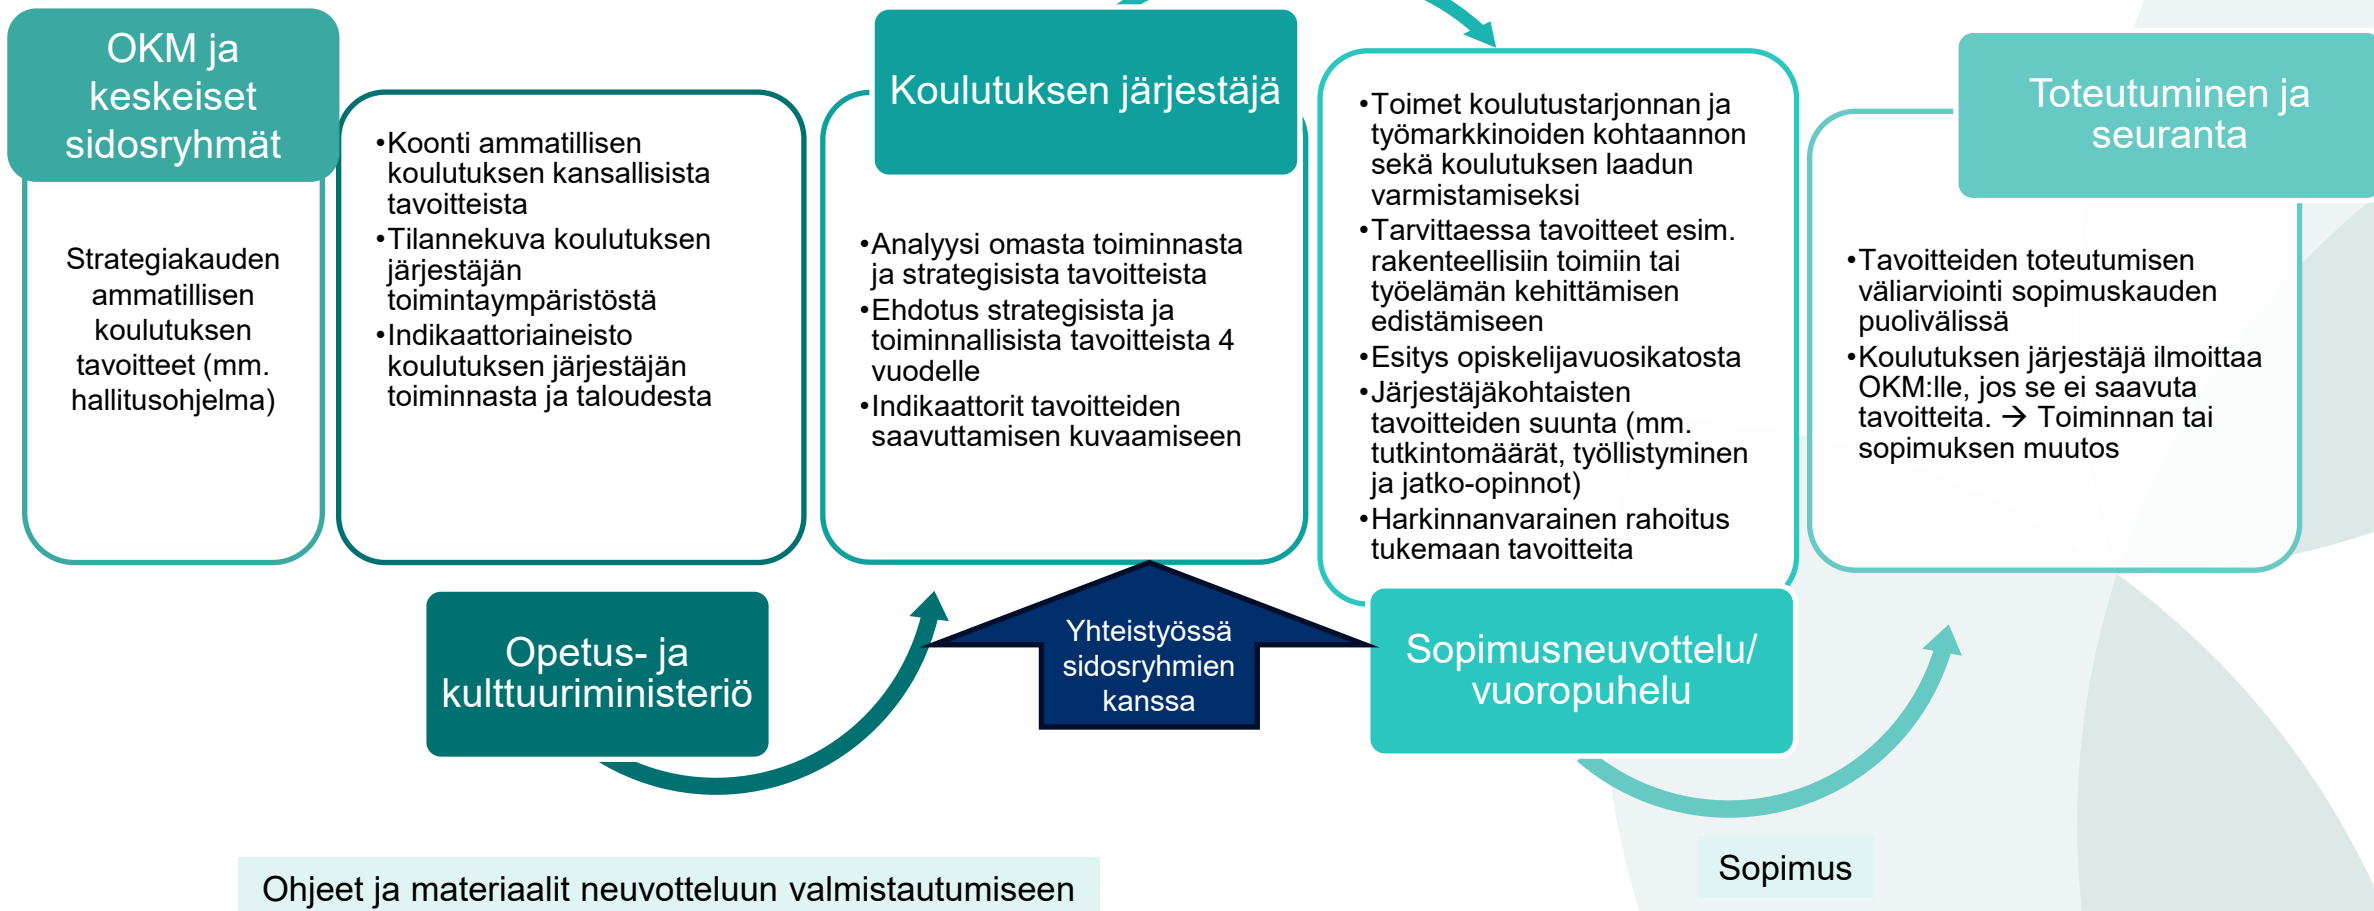 OKM ja
keskeiset
sidosryhmät
Strategiakauden
ammatillisen
koulutuksen
tavoitteet (mm.
hallitusohjelma)
•Koonti ammatillisen
koulutuksen kansallisista
tavoitteista
•Tilannekuva koulutuksen
järjestäjän
toimintaympäristöstä
•Indikaattoriaineisto
koulutuksen järjestäjän
toiminnasta ja taloudesta
Opetus- ja
kulttuuriministeriö
Koulutuksen järjestäjä
•Analyysi omasta toiminnasta
ja strategisista tavoitteista
•Ehdotus strategisista ja
toiminnallisista tavoitteista 4
vuodelle
•Indikaattorit tavoitteiden
saavuttamisen kuvaamiseen
Yhteistyössä
sidosryhmien
kanssa
•Toimet koulutustarjonnan ja
työmarkkinoiden kohtaannon
sekä koulutuksen laadun
varmistamiseksi
•Tarvittaessa tavoitteet esim.
rakenteellisiin toimiin tai
työelämän kehittämisen
edistämiseen
•Esitys opiskelijavuosikatosta
•Järjestäjäkohtaisten
tavoitteiden suunta (mm.
tutkintomäärät, työllistyminen
ja jatko-opinnot)
•Harkinnanvarainen rahoitus
tukemaan tavoitteita
Sopimusneuvottelu/
vuoropuhelu
Toteutuminen ja
seuranta
•Tavoitteiden toteutumisen
väliarviointi sopimuskauden
puolivälissä
•Koulutuksen järjestäjä ilmoittaa
OKM:lle, jos se ei saavuta
tavoitteita. → Toiminnan tai
sopimuksen muutos
Ohjeet ja materiaalit neuvotteluun valmistautumiseen
Sopimus